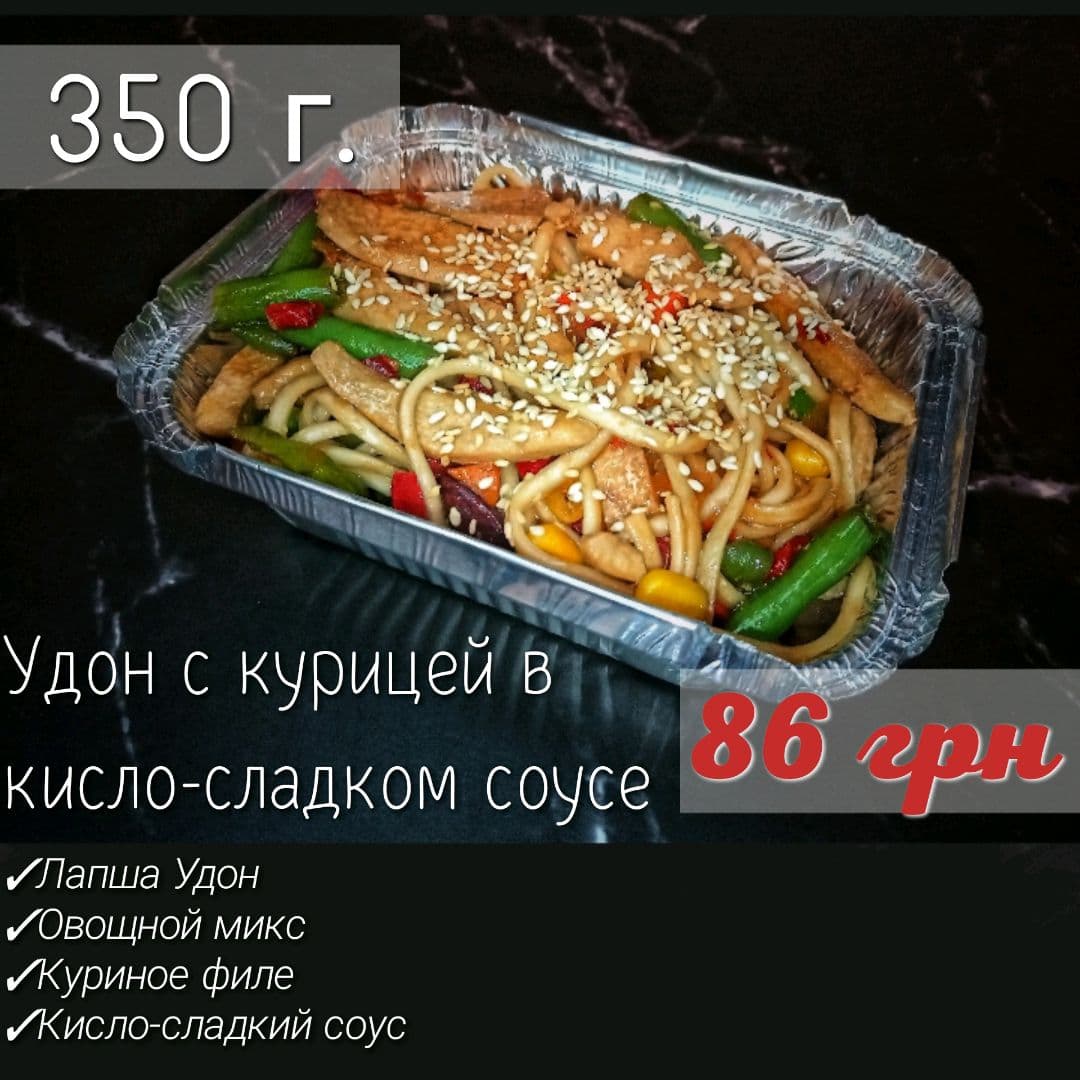 350 г.
Удон с курицей в
кисло-сладком соусе
86 грн
✓Лапша Удон
✓Овощной микс
✓Куриное филе
✓Кисло-сладкий соус